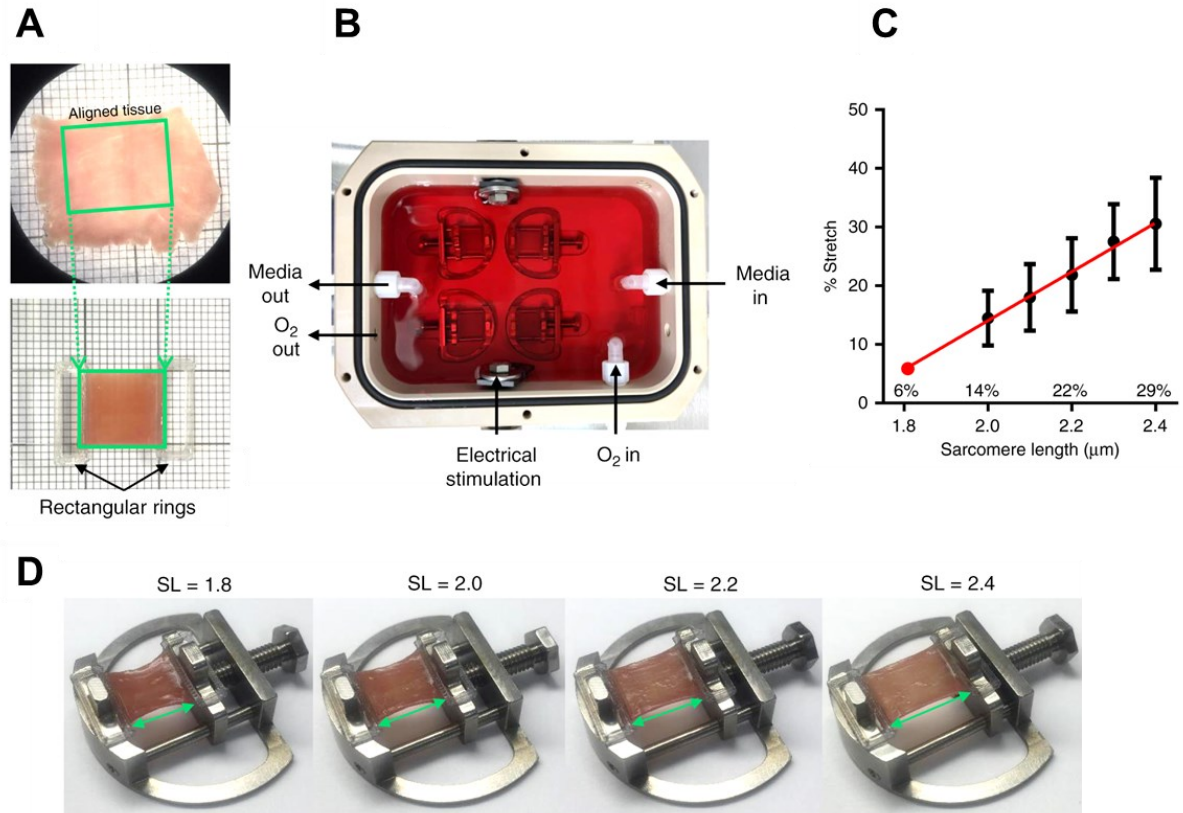 A
B
C
Aligned tissue
Rectangular rings
Media
out
O₂
out
Media
in
Electrical
stimulation
O₂ in
50
40
30
20
10
0
% Stretch
6%
14%
22%
29%
1.8
2.0
2.2
2.4
Sarcomere length (μm)
D
SL = 1.8
SL = 2.0
SL = 2.2
SL = 2.4